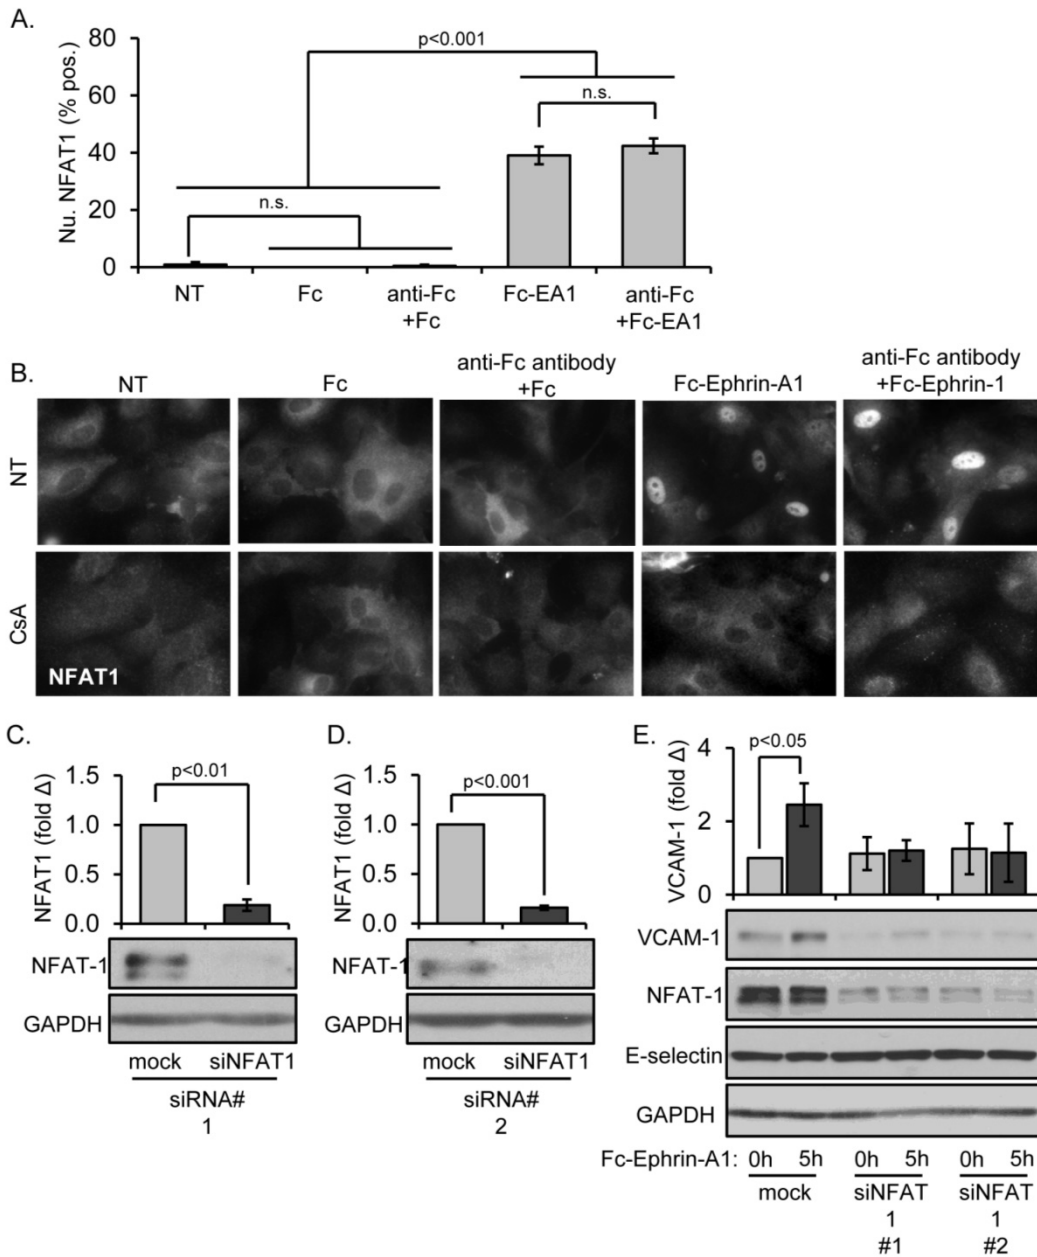 A.
80
60
40
20
0
Nu. NFAT1 (% pos.)
p<0.001
n.s.
n.s.
NT
Fc
anti-Fc
+Fc
Fc-EA1
anti-Fc
+Fc-EA1
B.
NT
Fc
anti-Fc antibody
+Fc
Fc-Ephrin-A1
anti-Fc antibody
+Fc-Ephrin-1
NT
CsA
NFAT1
C.
NFAT1 (fold Δ)
1.5
1.0
0.5
0.0
p<0.01
NFAT-1
GAPDH
mock siNFAT1
siRNA#
1
D.
NFAT1 (fold Δ)
1.5
1.0
0.5
0.0
p<0.001
NFAT-1
GAPDH
mock siNFAT1
siRNA#
2
E.
VCAM-1 (fold Δ)
4
2
0
p<0.05
VCAM-1
NFAT-1
E-selectin
GAPDH
Fc-Ephrin-A1: 0h 5h 0h 5h 0h 5h
mock
siNFAT
1
#1
siNFAT
1
#2